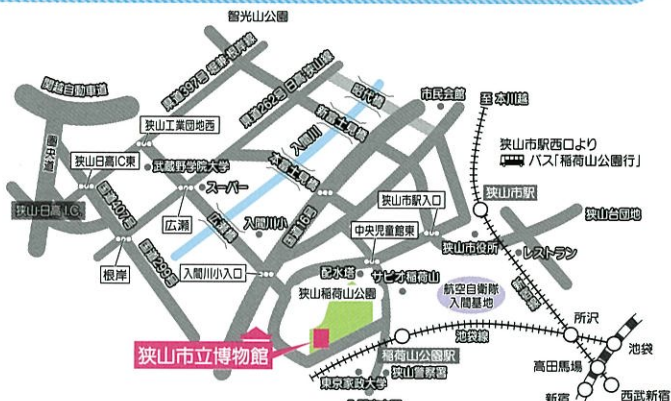 智光山公園
関越自動車道
県道397号 堀兼・根岸線
県道262号 日高・狭山線
昭代橋
市民会館
至 本川越
新富士見橋
入間川
狭山市駅西口より
バス「稲荷山公園行」
狭山工業団地西
圏央道
狭山日高IC東
武蔵野学院大学
本富士見橋
スーパー
狭山市駅入口
狭山市駅
狭山台団地
狭山・日高I.C.
国道407号
広瀬
広瀬橋
入間川小
国道16号
中央児童館東
狭山市役所
レストラン
根岸
国道299号
入間川小入口
配水塔
サピオ稲荷山
狭山稲荷山公園
航空自衛隊
入間基地
新宿線
所沢
狭山市立博物館
池袋線
池袋
稲荷山公園駅
高田馬場
狭山警察署
東京家政大学
新宿
西武新宿